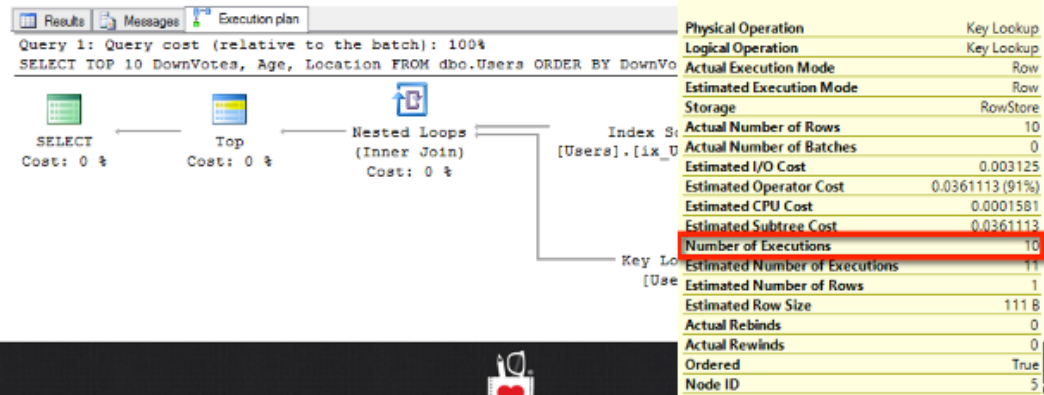 Results Messages Execution plan
Query 1: Query cost (relative to the batch): 100%
SELECT TOP 10 DownVotes, Age, Location FROM dbo.Users ORDER BY DownVo
SELECT
Cost: 0 %
Top
Cost: 0 %
Nested Loops
(Inner Join)
Cost: 0 %
Index Sc
[Users].[ix_U
Key Lo
[Use
Physical Operation Key Lookup
Logical Operation Key Lookup
Actual Execution Mode Row
Estimated Execution Mode Row
Storage RowStore
Actual Number of Rows 10
Actual Number of Batches 0
Estimated I/O Cost 0.003125
Estimated Operator Cost 0.0361113 (91%)
Estimated CPU Cost 0.0001581
Estimated Subtree Cost 0.0361113
Number of Executions 10
Estimated Number of Executions 11
Estimated Number of Rows 1
Estimated Row Size 111 B
Actual Rebinds 0
Actual Rewinds 0
Ordered True
Node ID 5